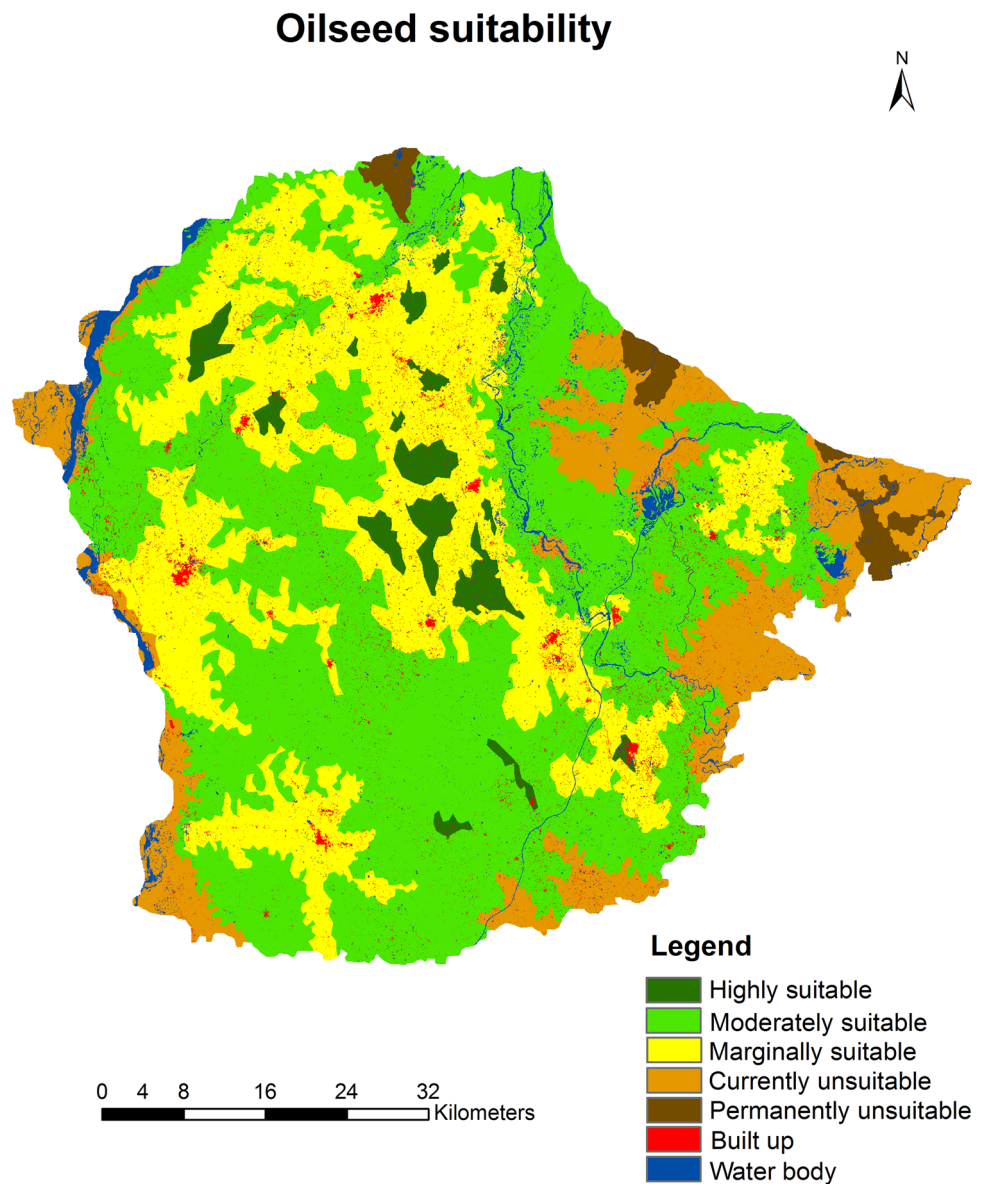 Oilseed suitability
N
Legend
Highly suitable
Moderately suitable
Marginally suitable
Currently unsuitable
Permanently unsuitable
Built up
Water body
0 4 8 16 24 32
Kilometers